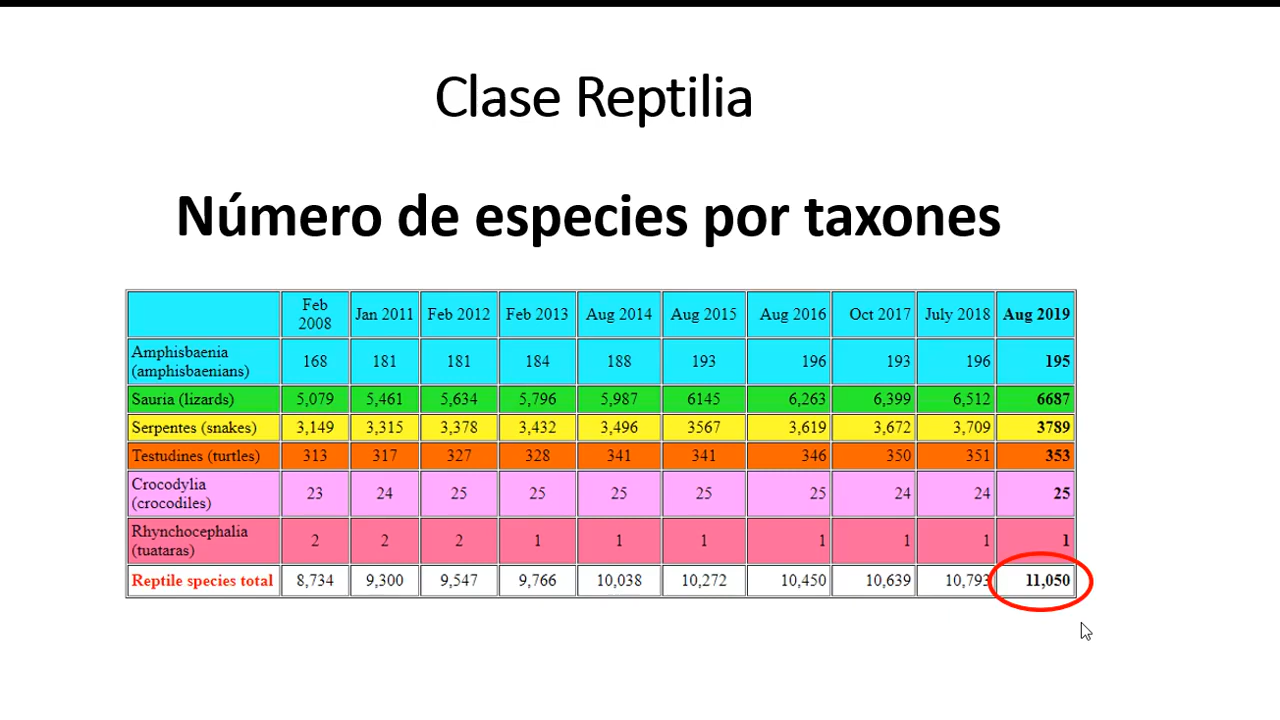 Clase Reptilia
Número de especies por taxones
Feb 2008 Jan 2011 Feb 2012 Feb 2013 Aug 2014 Aug 2015 Aug 2016 Oct 2017 July 2018 Aug 2019
Amphisbaenia (amphisbaenians) 168 181 181 184 188 193 196 193 196 195
Sauria (lizards) 5,079 5,461 5,634 5,796 5,987 6145 6,263 6,399 6,512 6687
Serpentes (snakes) 3,149 3,315 3,378 3,432 3,496 3567 3,619 3,672 3,709 3789
Testudines (turtles) 313 317 327 328 341 341 346 350 351 353
Crocodylia (crocodiles) 23 24 25 25 25 25 25 24 24 25
Rhynchocephalia (tuataras) 2 2 2 1 1 1 1 1 1 1
Reptile species total 8,734 9,300 9,547 9,766 10,038 10,272 10,450 10,639 10,793 11,050